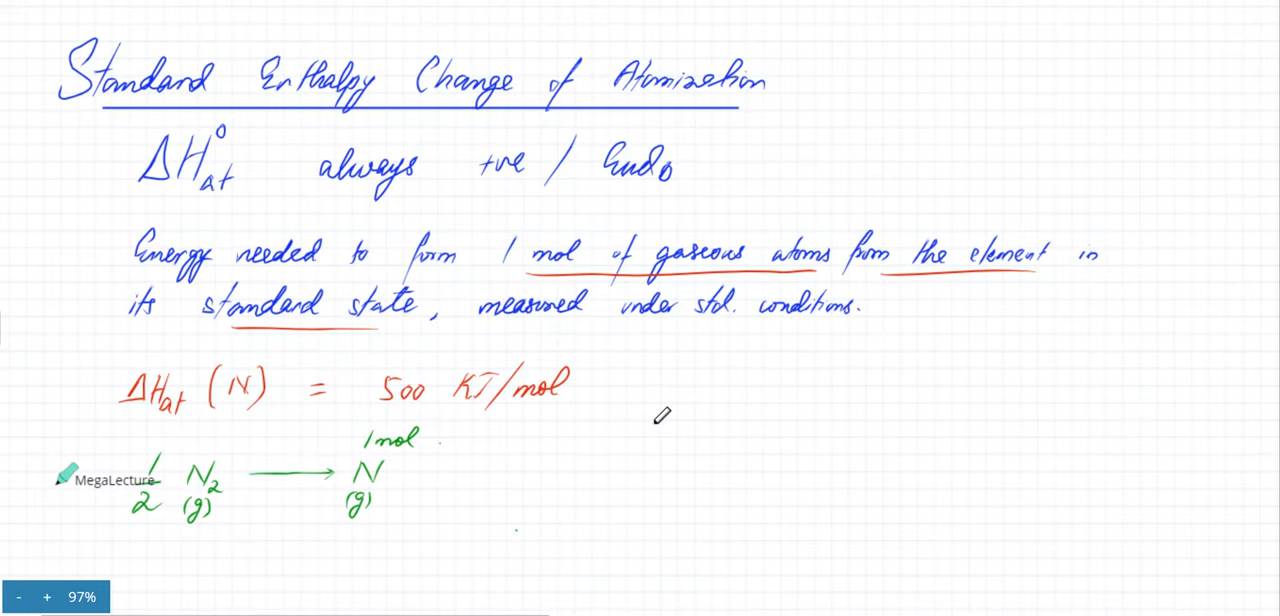 Standard Enthalpy Change of Atomization
ΔH°at always +ve / Endo
Energy needed to form 1 mol of gaseous atoms from the element in
its standard state, measured under std. conditions.
ΔHat (N) = 500 KJ/mol
1mol
1/2 N₂ (g) ⟶ N (g)
MegaLecture
- + 97%